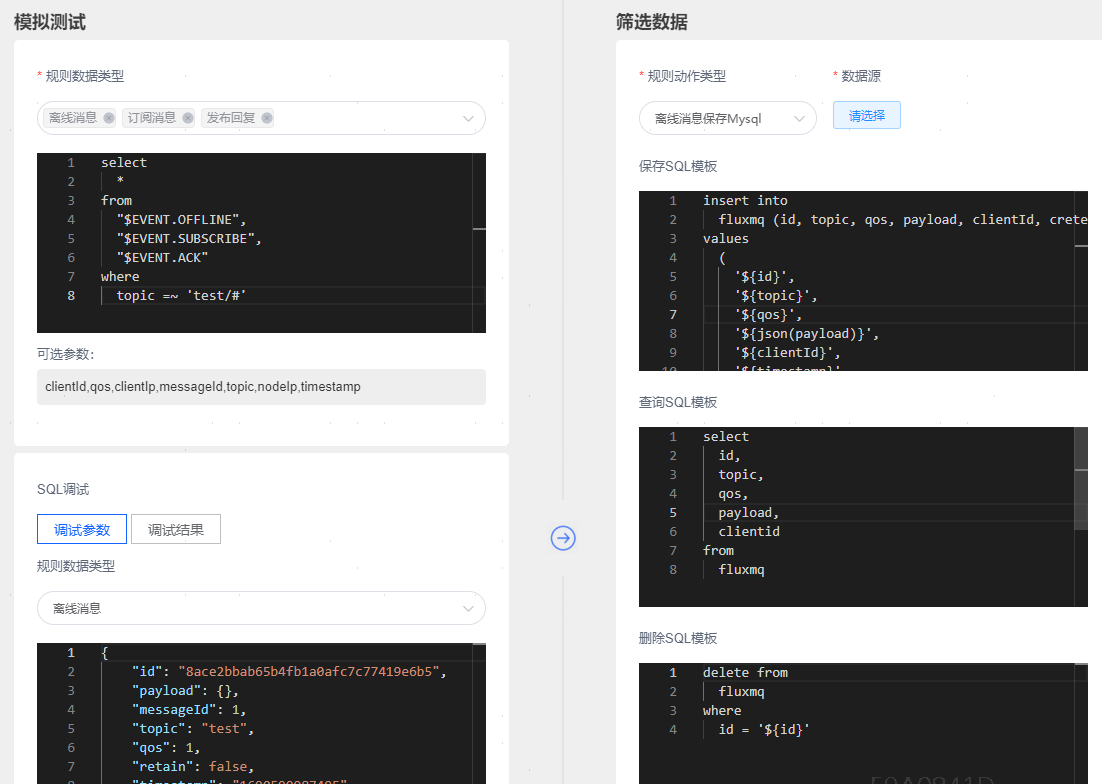 模拟测试
* 规则数据类型
离线消息 订阅消息 发布回复
1 select
2 *
3 from
4 "$EVENT.OFFLINE",
5 "$EVENT.SUBSCRIBE",
6 "$EVENT.ACK"
7 where
8 topic =~ 'test/#'
可选参数:
clientId,qos,clientIp,messageId,topic,nodeIp,timestamp
SQL调试
调试参数 调试结果
规则数据类型
离线消息
1 {
2 "id": "8ace2bbab65b4fb1a0afc7c77419e6b5",
3 "payload": {},
4 "messageId": 1,
5 "topic": "test",
6 "qos": 1,
7 "retain": false,
筛选数据
* 规则动作类型 * 数据源
离线消息保存Mysql 请选择
保存SQL模板
1 insert into
2 fluxmq (id, topic, qos, payload, clientId, crete
3 values
4 (
5 '${id}',
6 '${topic}',
7 '${qos}',
8 '${json(payload)}',
9 '${clientId}',
10 '${timestamp}'
查询SQL模板
1 select
2 id,
3 topic,
4 qos,
5 payload,
6 clientid
7 from
8 fluxmq
删除SQL模板
1 delete from
2 fluxmq
3 where
4 id = '${id}'